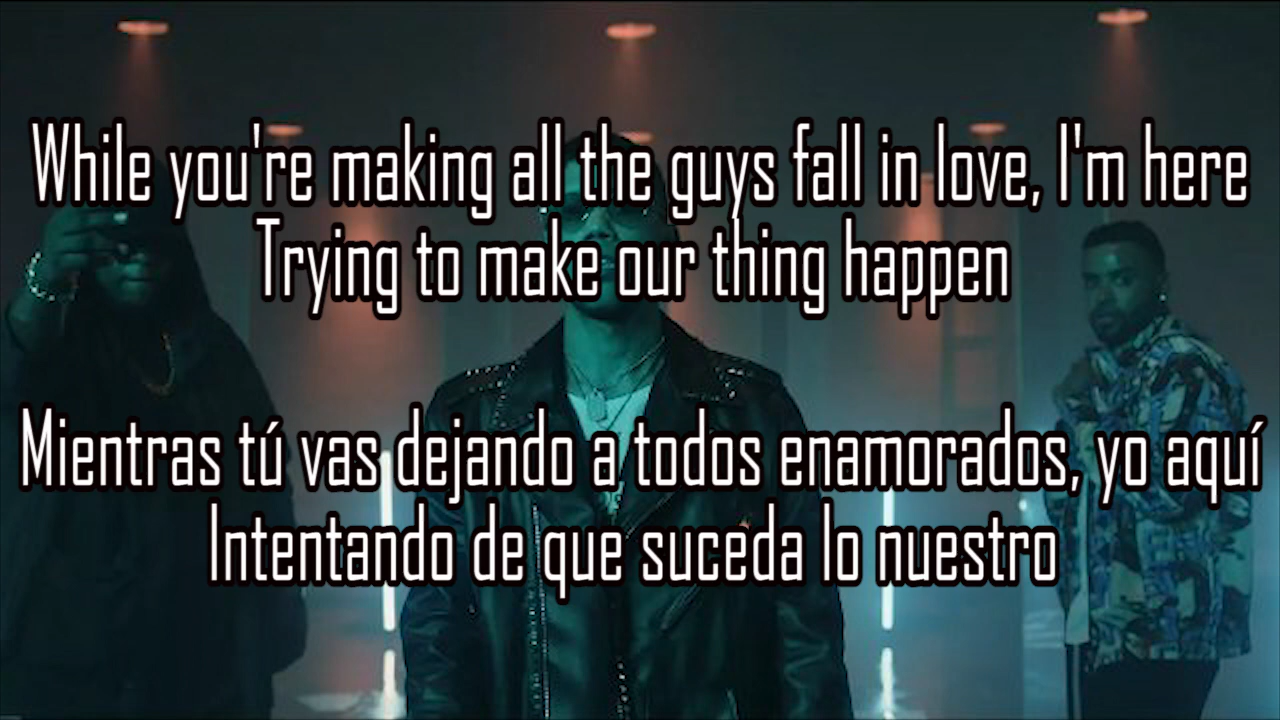 While you're making all the guys fall in love, I'm here
Trying to make our thing happen
Mientras tú vas dejando a todos enamorados, yo aquí
Intentando de que suceda lo nuestro